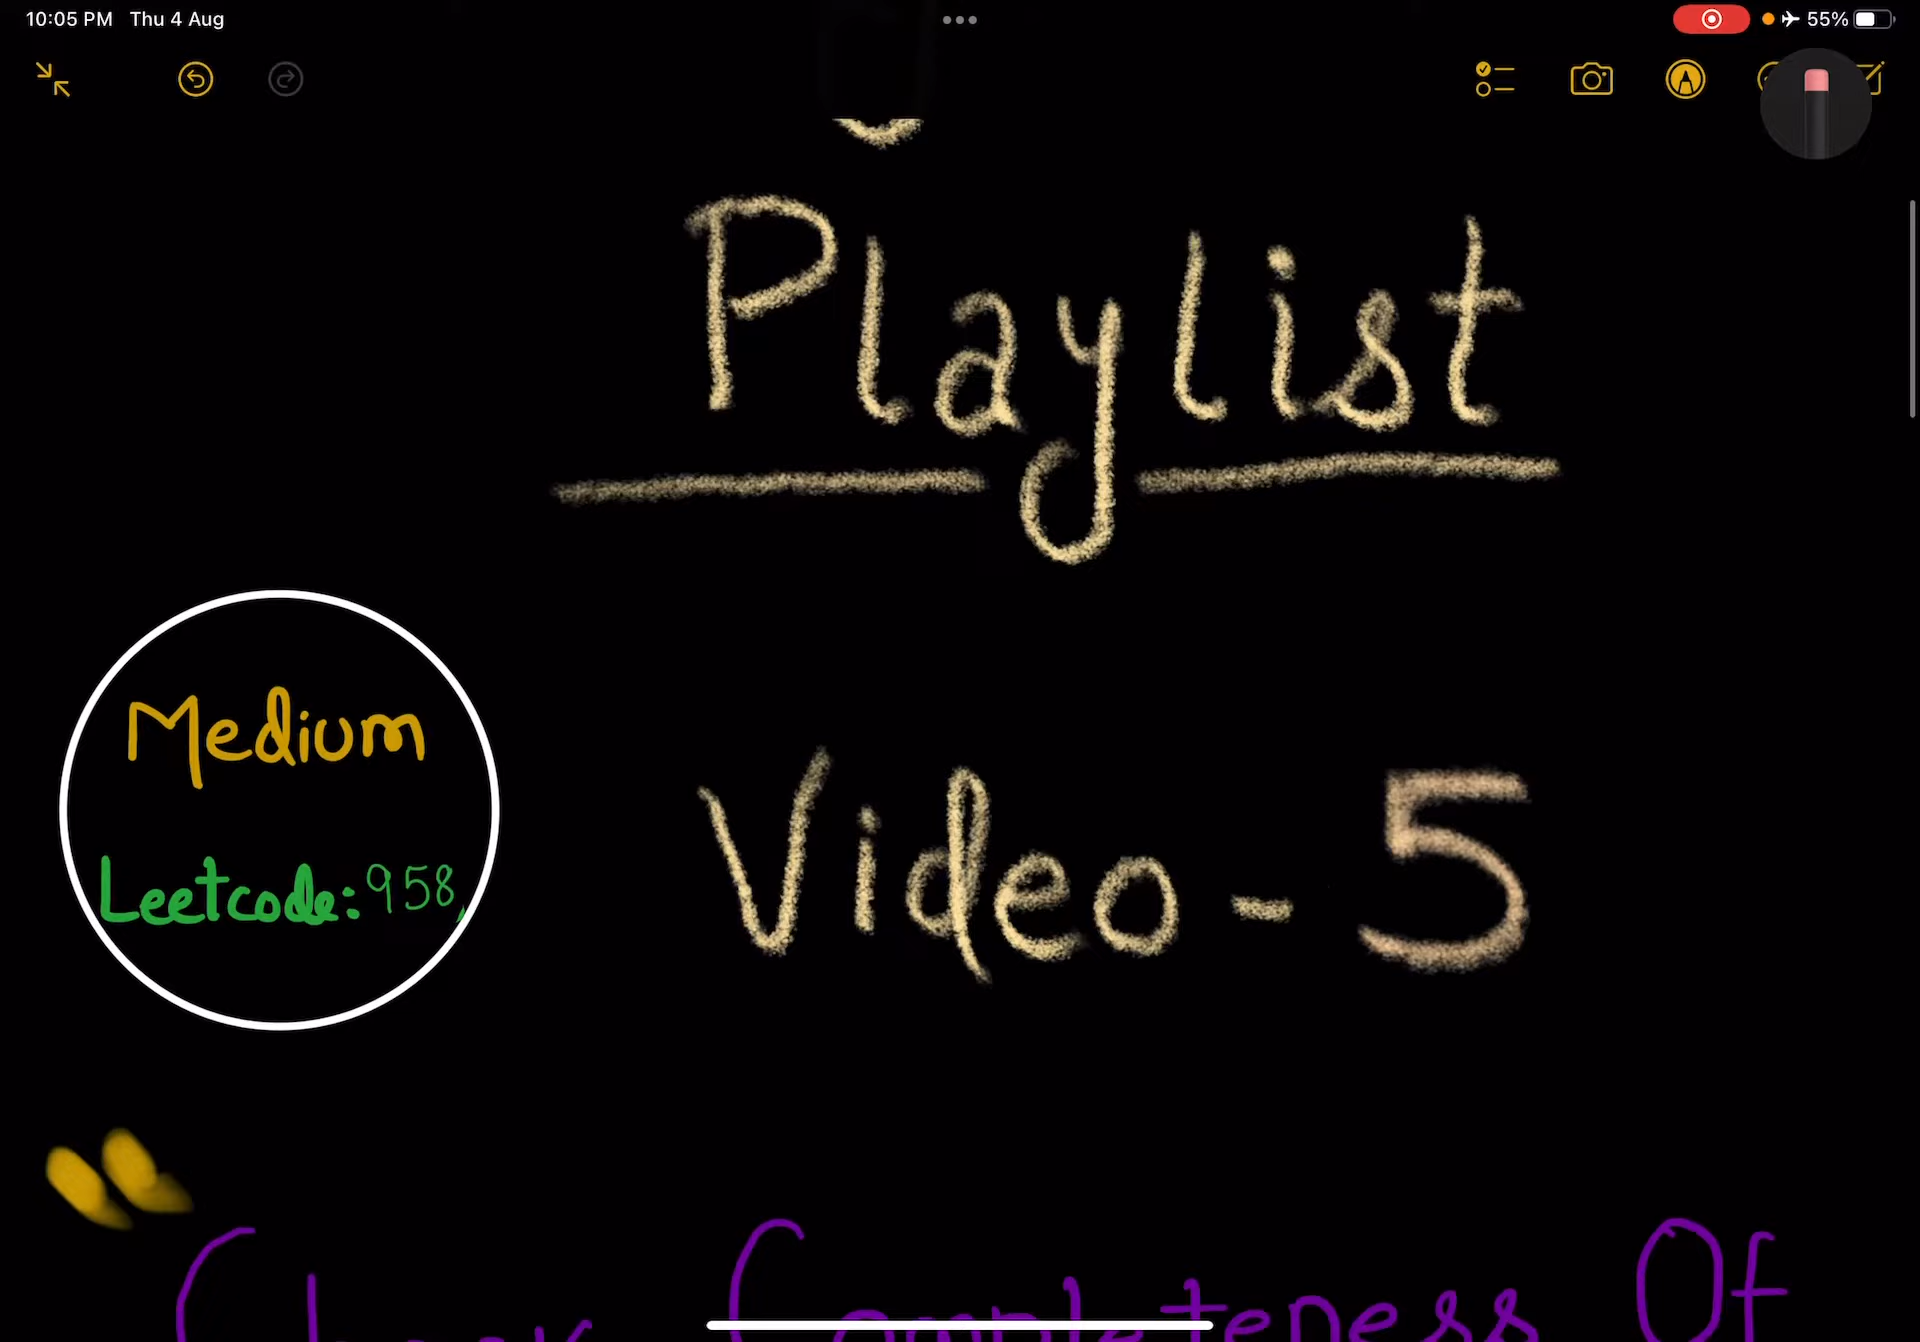 10:05 PM Thu 4 Aug
55%
Playlist
Medium
Leetcode: 958,
Video - 5
Completeness Of